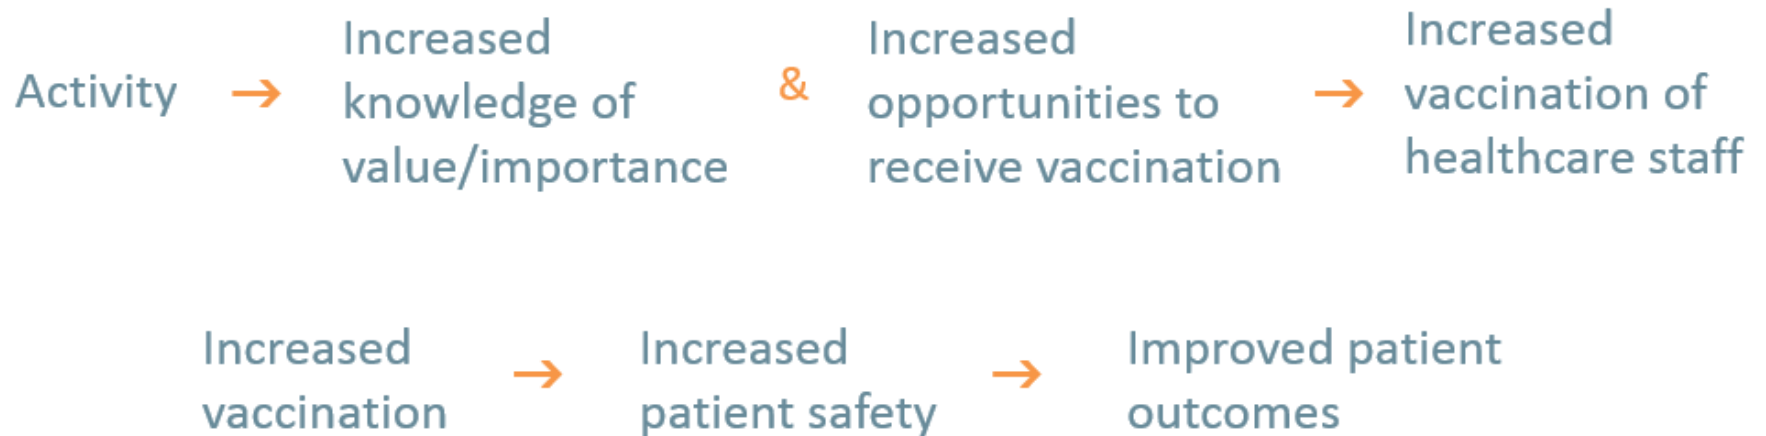 Activity → Increased knowledge of value/importance & Increased opportunities to receive vaccination → Increased vaccination of healthcare staff
Increased vaccination → Increased patient safety → Improved patient outcomes